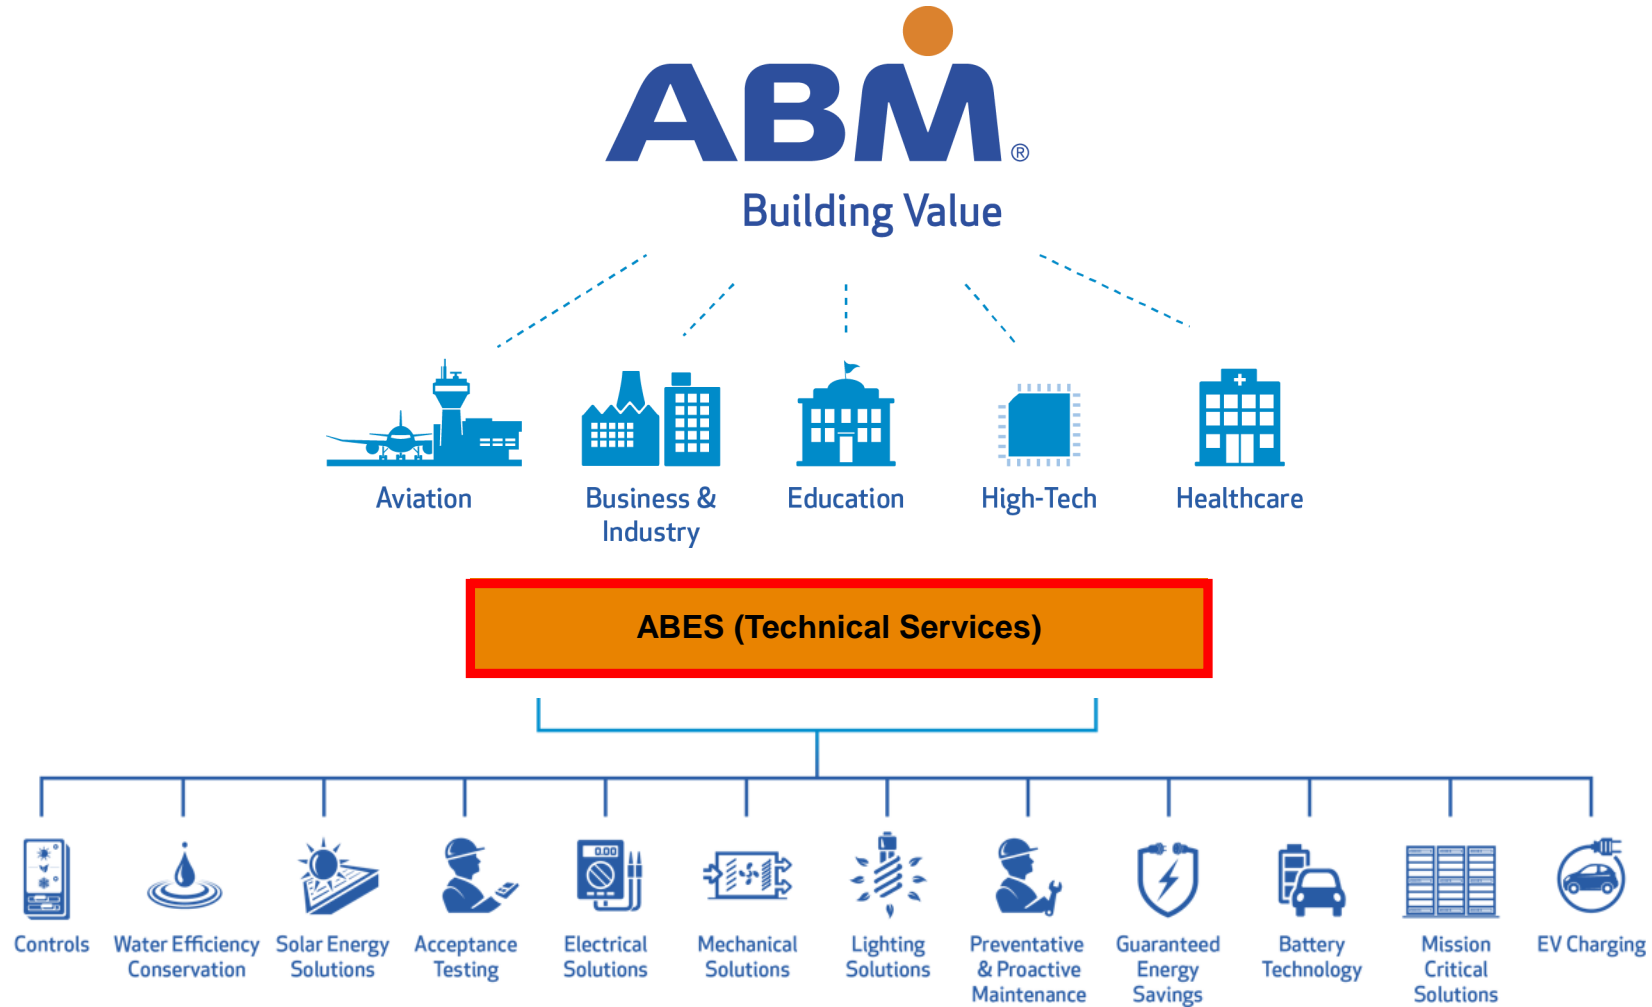 ABM®
Building Value
Aviation
Business &
Industry
Education
High-Tech
Healthcare
ABES (Technical Services)
0.00
Controls
Water Efficiency
Conservation
Solar Energy
Solutions
Acceptance
Testing
Electrical
Solutions
Mechanical
Solutions
Lighting
Solutions
Preventative
& Proactive
Maintenance
Guaranteed
Energy
Savings
Battery
Technology
Mission
Critical
Solutions
EV Charging